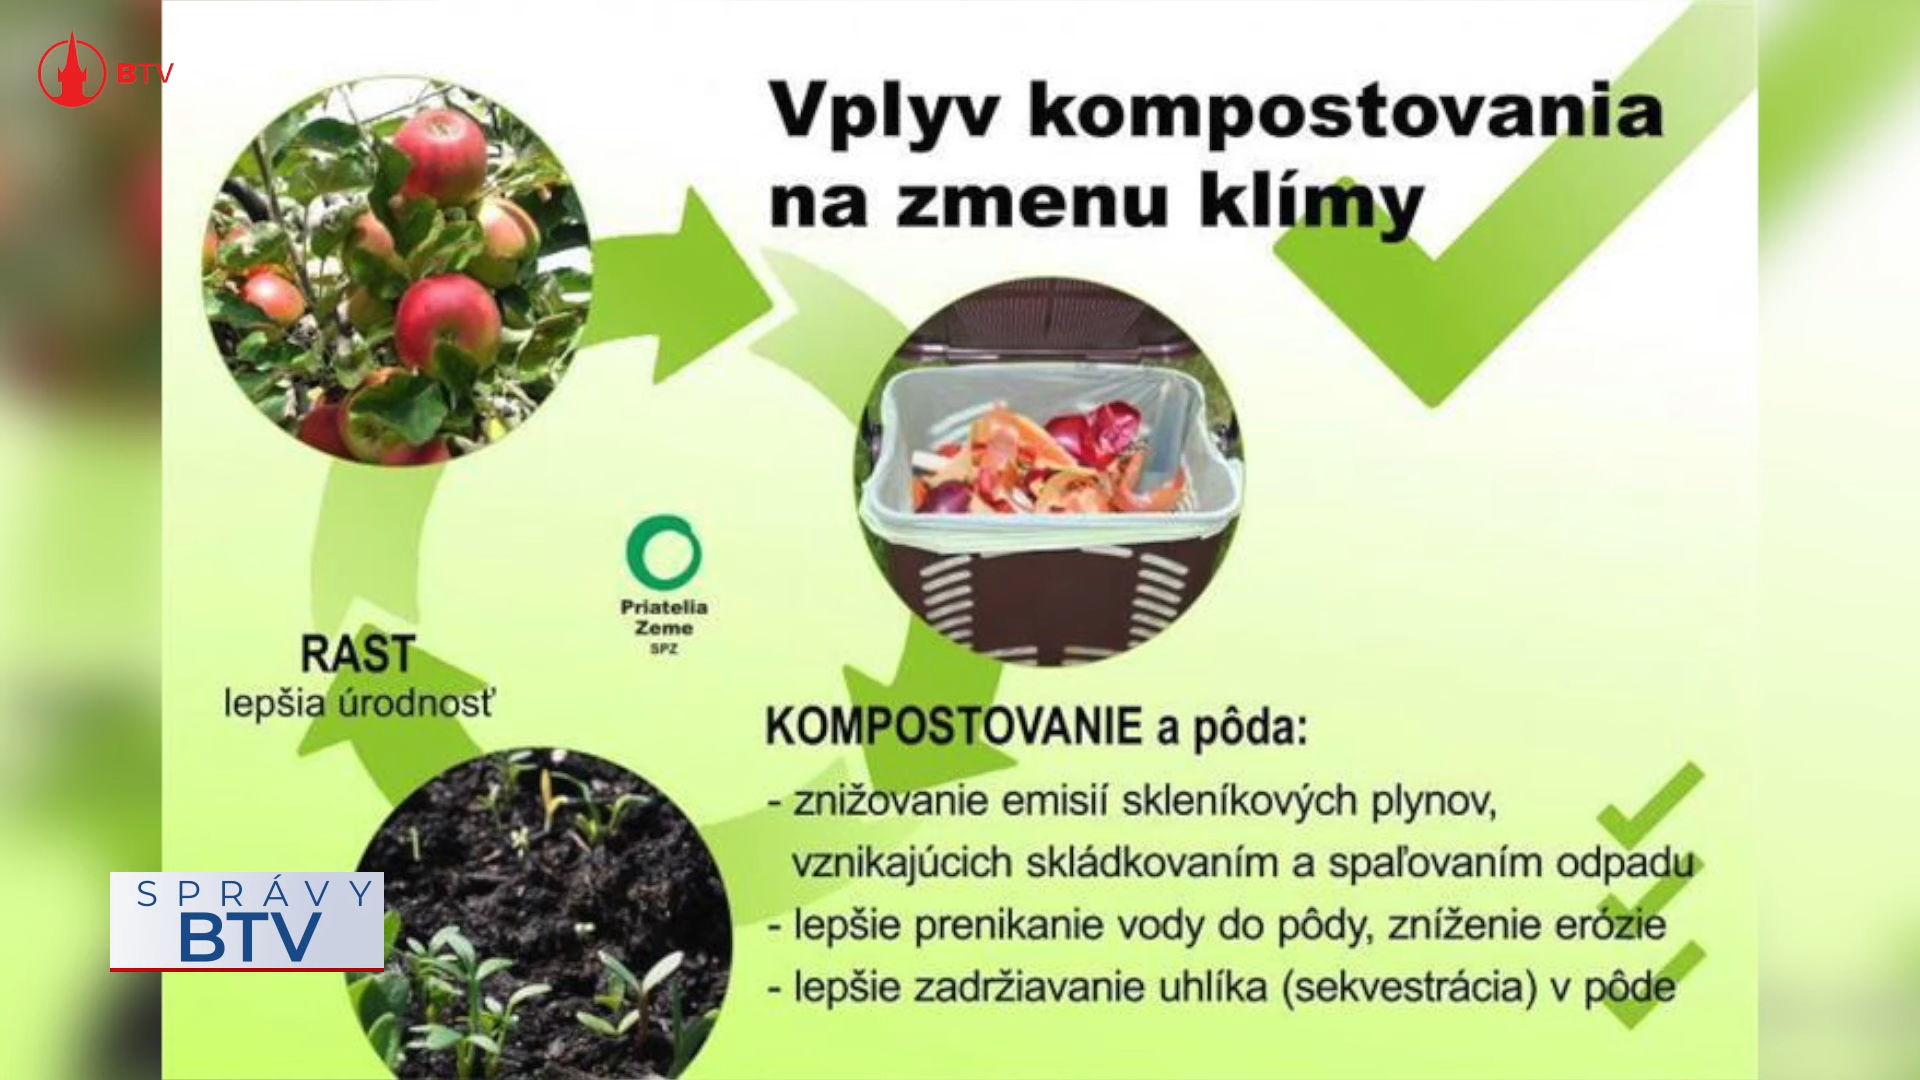 BTV
Vplyv kompostovania
na zmenu klímy
Priatelia
Zeme
SPZ
RAST
lepšia úrodnosť
KOMPOSTOVANIE a pôda:
- znižovanie emisií skleníkových plynov,
vznikajúcich skládkovaním a spaľovaním odpadu
- lepšie prenikanie vody do pôdy, zníženie erózie
- lepšie zadržiavanie uhlíka (sekvestrácia) v pôde
SPRÁVY
BTV